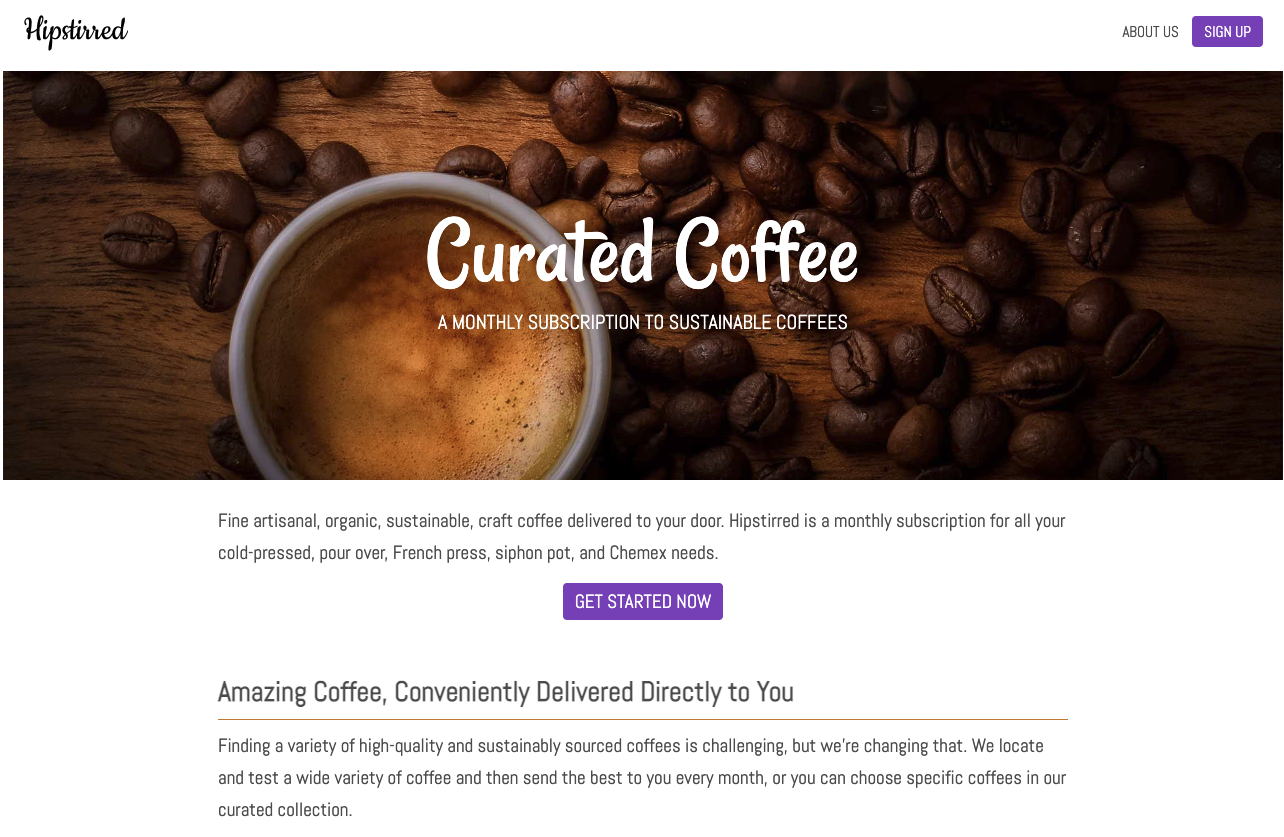 Hipstirred
ABOUT US
SIGN UP
Curated Coffee
A MONTHLY SUBSCRIPTION TO SUSTAINABLE COFFEES
Fine artisanal, organic, sustainable, craft coffee delivered to your door. Hipstirred is a monthly subscription for all your
cold-pressed, pour over, French press, siphon pot, and Chemex needs.
GET STARTED NOW
Amazing Coffee, Conveniently Delivered Directly to You
Finding a variety of high-quality and sustainably sourced coffees is challenging, but we're changing that. We locate
and test a wide variety of coffee and then send the best to you every month, or you can choose specific coffees in our
curated collection.